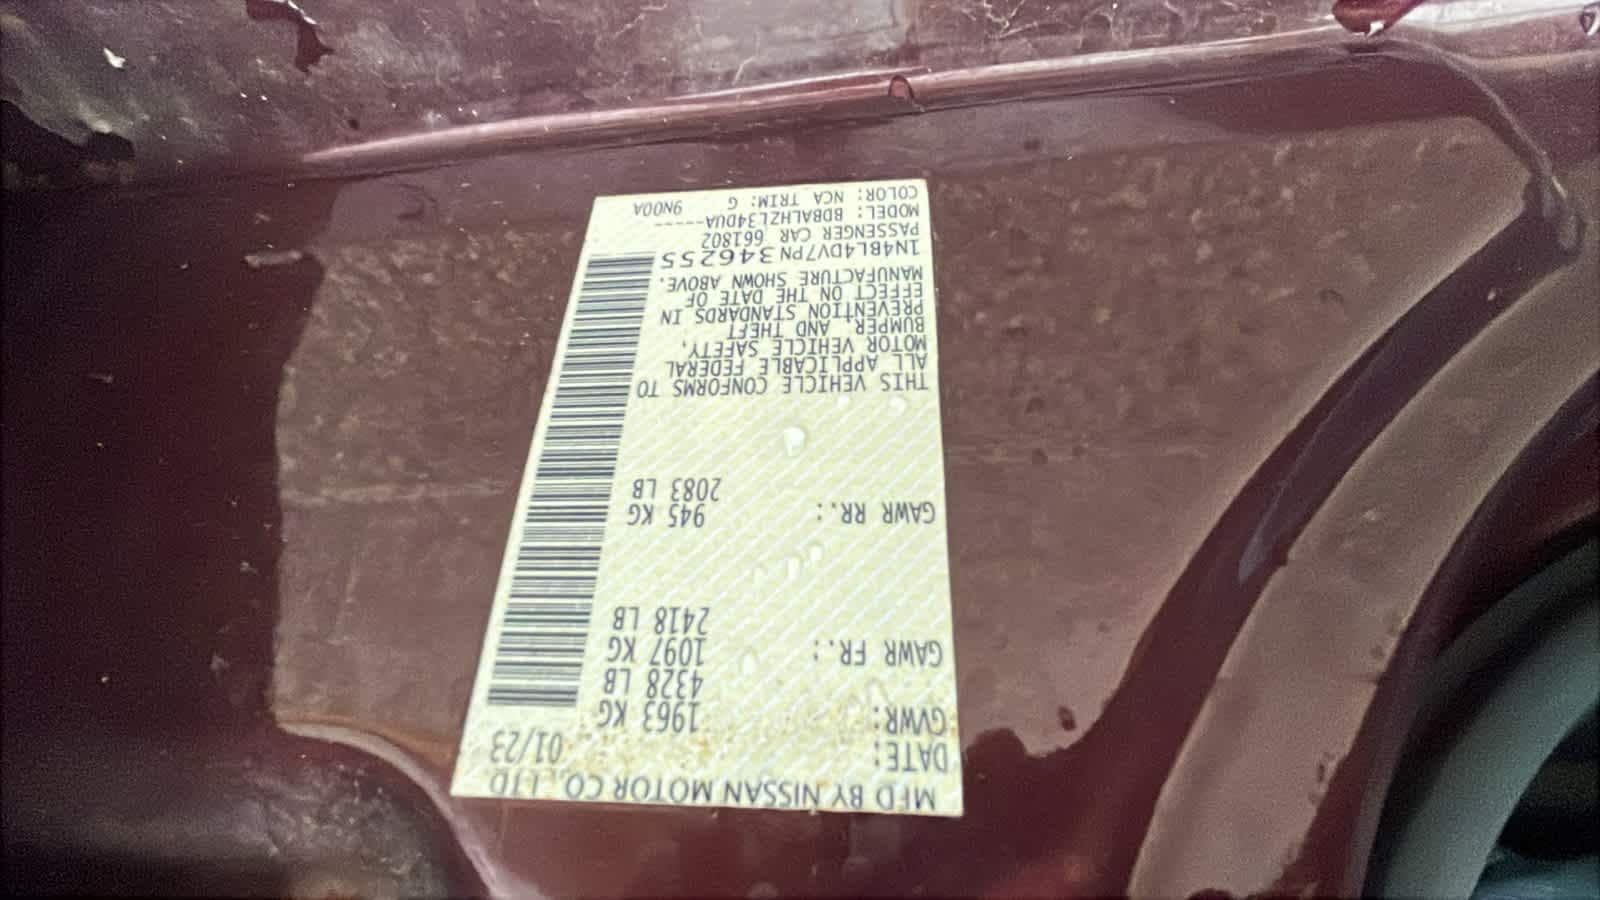 MFD BY NISSAN MOTOR CO., LTD.
DATE: 01/23
GVWR: 1963 KG
4328 LB
GAWR FR.: 1097 KG
2418 LB
GAWR RR.: 945 KG
2083 LB
THIS VEHICLE CONFORMS TO
ALL APPLICABLE FEDERAL
MOTOR VEHICLE SAFETY,
BUMPER, AND THEFT
PREVENTION STANDARDS IN
EFFECT ON THE DATE OF
MANUFACTURE SHOWN ABOVE.
1N4BL4DV7PN346255
PASSENGER CAR 661802
MODEL: BDBALHZL34DUA-----
COLOR: NCA TRIM: G 9N00A